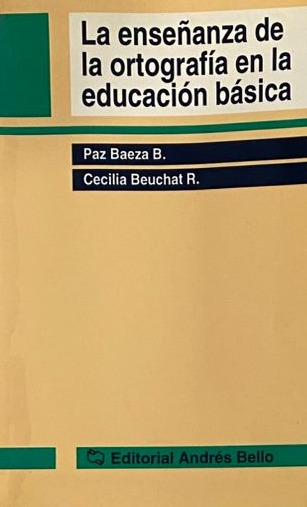 La enseñanza de
la ortografía en la
educación básica
Paz Baeza B.
Cecilia Beuchat R.
Editorial Andrés Bello